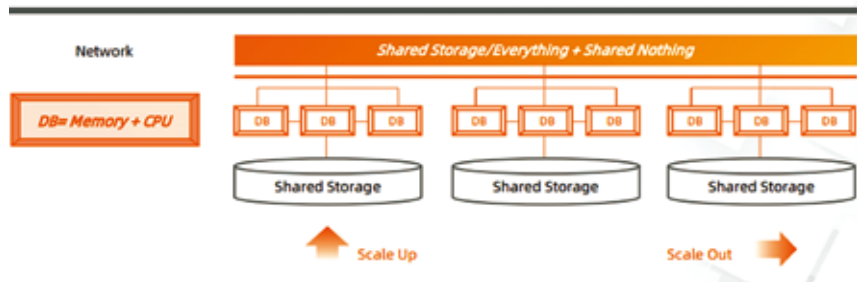 Network
Shared Storage/Everything + Shared Nothing
DB= Memory + CPU
DB DB DB DB DB DB DB DB DB
Shared Storage Shared Storage Shared Storage
Scale Up Scale Out